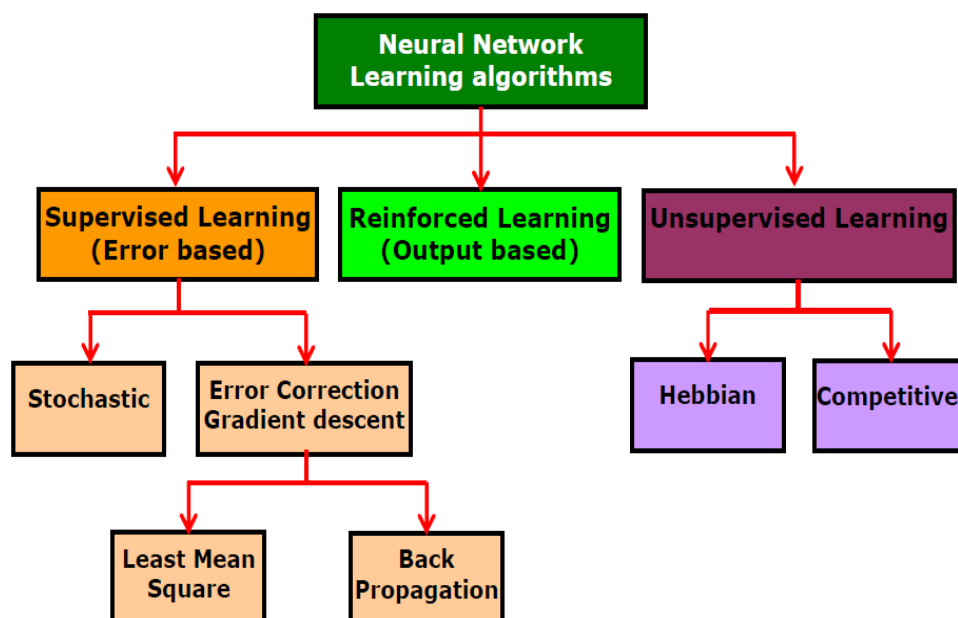 Neural Network
Learning algorithms
Supervised Learning
(Error based)
Reinforced Learning
(Output based)
Unsupervised Learning
Stochastic
Error Correction
Gradient descent
Hebbian
Competitive
Least Mean
Square
Back
Propagation